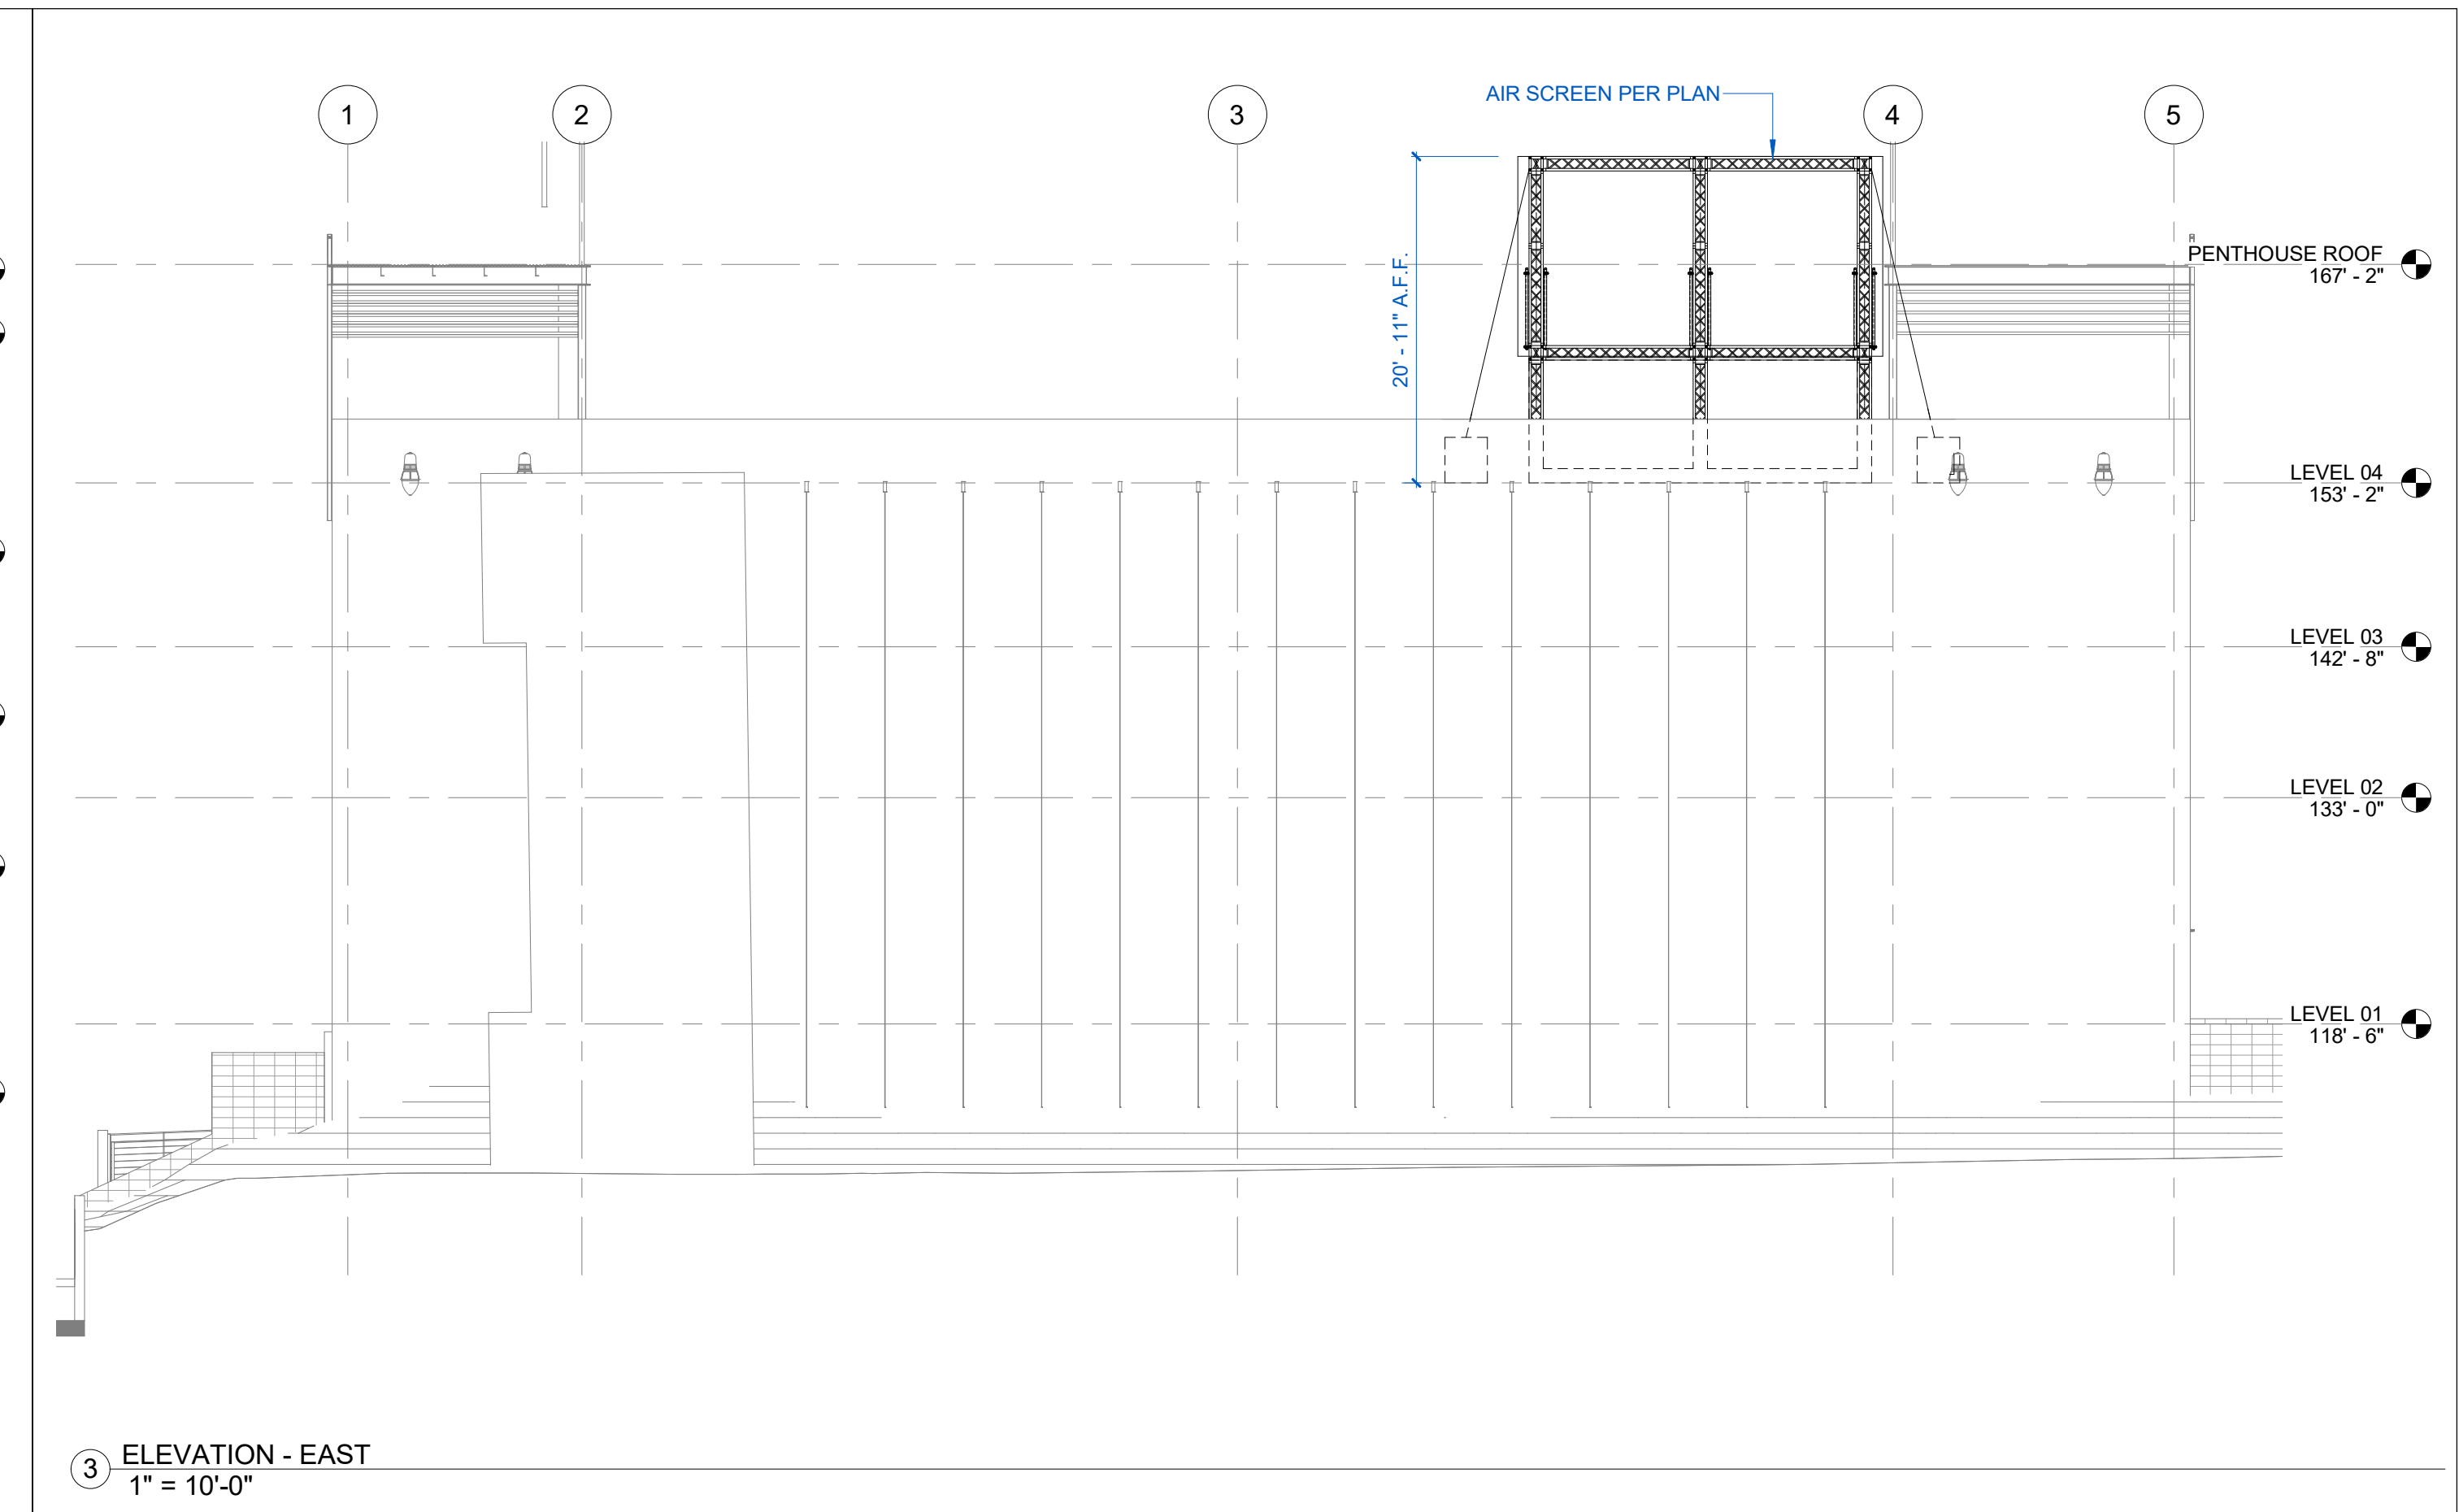 1
2
3
4
5
AIR SCREEN PER PLAN
20' - 11" A.F.F.
PENTHOUSE ROOF
167' - 2"
LEVEL 04
153' - 2"
LEVEL 03
142' - 8"
LEVEL 02
133' - 0"
LEVEL 01
118' - 6"
3
ELEVATION - EAST
1" = 10'-0"